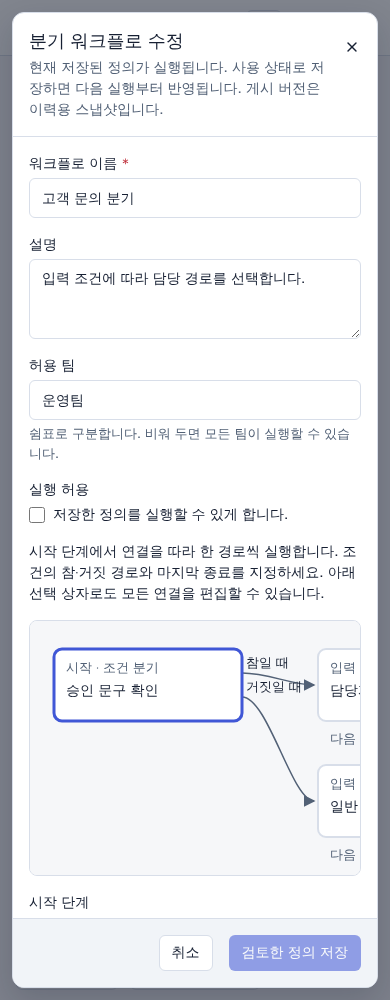 분기 워크플로 수정
현재 저장된 정의가 실행됩니다. 사용 상태로 저
장하면 다음 실행부터 반영됩니다. 게시 버전은
이력용 스냅샷입니다.
워크플로 이름 *
고객 문의 분기
설명
입력 조건에 따라 담당 경로를 선택합니다.
허용 팀
운영팀
쉼표로 구분합니다. 비워 두면 모든 팀이 실행할 수 있습
니다.
실행 허용
저장한 정의를 실행할 수 있게 합니다.
시작 단계에서 연결을 따라 한 경로씩 실행합니다. 조
건의 참·거짓 경로와 마지막 종료를 지정하세요. 아래
선택 상자로도 모든 연결을 편집할 수 있습니다.
시작 · 조건 분기
승인 문구 확인
참일 때
거짓일 때
입력
담당
다음
입력
일반
다음
시작 단계
취소
검토한 정의 저장